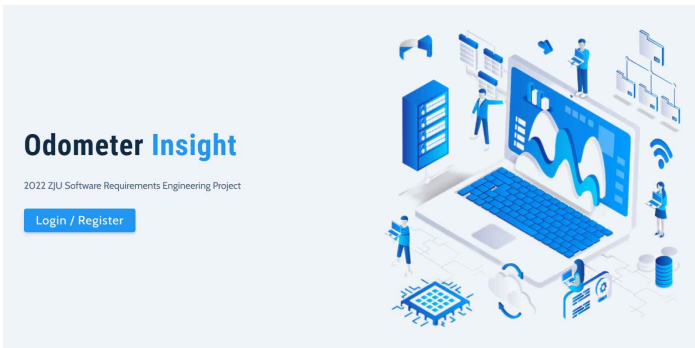 Odometer Insight
2022 ZJU Software Requirements Engineering Project
Login / Register